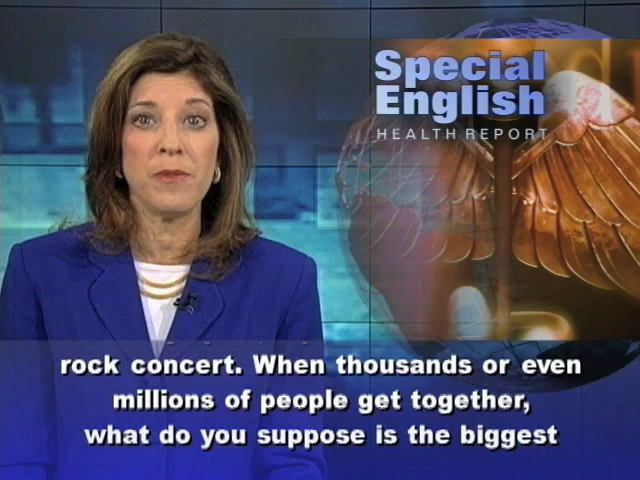 Special
English
HEALTH REPORT
rock concert. When thousands or even
millions of people get together,
what do you suppose is the biggest